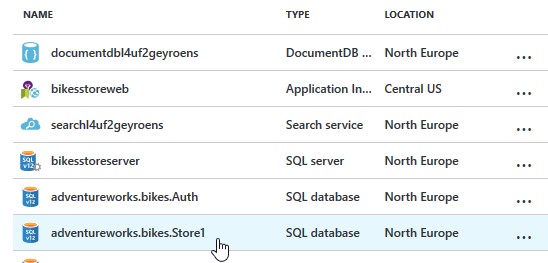 NAME TYPE LOCATION
documentdbl4uf2geyroens DocumentDB ... North Europe ...
bikesstoreweb Application In... Central US ...
searchl4uf2geyroens Search service North Europe ...
SQL v12 bikesstoreserver SQL server North Europe ...
SQL v12 adventureworks.bikes.Auth SQL database North Europe ...
SQL v12 adventureworks.bikes.Store1 SQL database North Europe ...